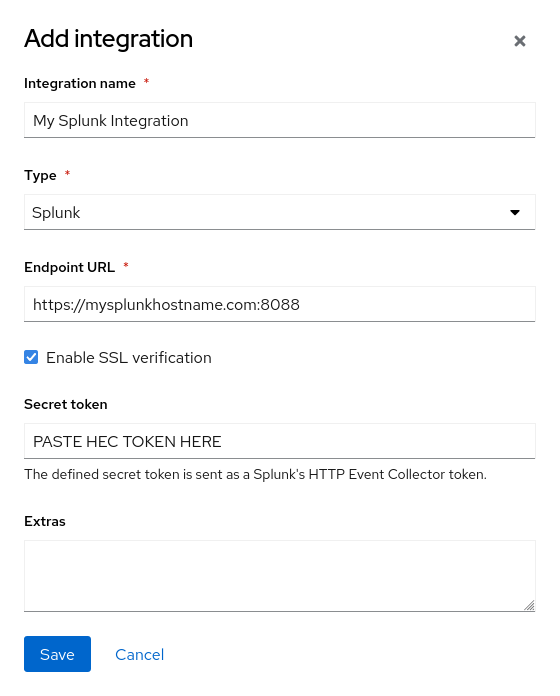 Add integration
Integration name *
My Splunk Integration
Type *
Splunk
Endpoint URL *
https://mysplunkhostname.com:8088
Enable SSL verification
Secret token
PASTE HEC TOKEN HERE
The defined secret token is sent as a Splunk's HTTP Event Collector token.
Extras
Save Cancel